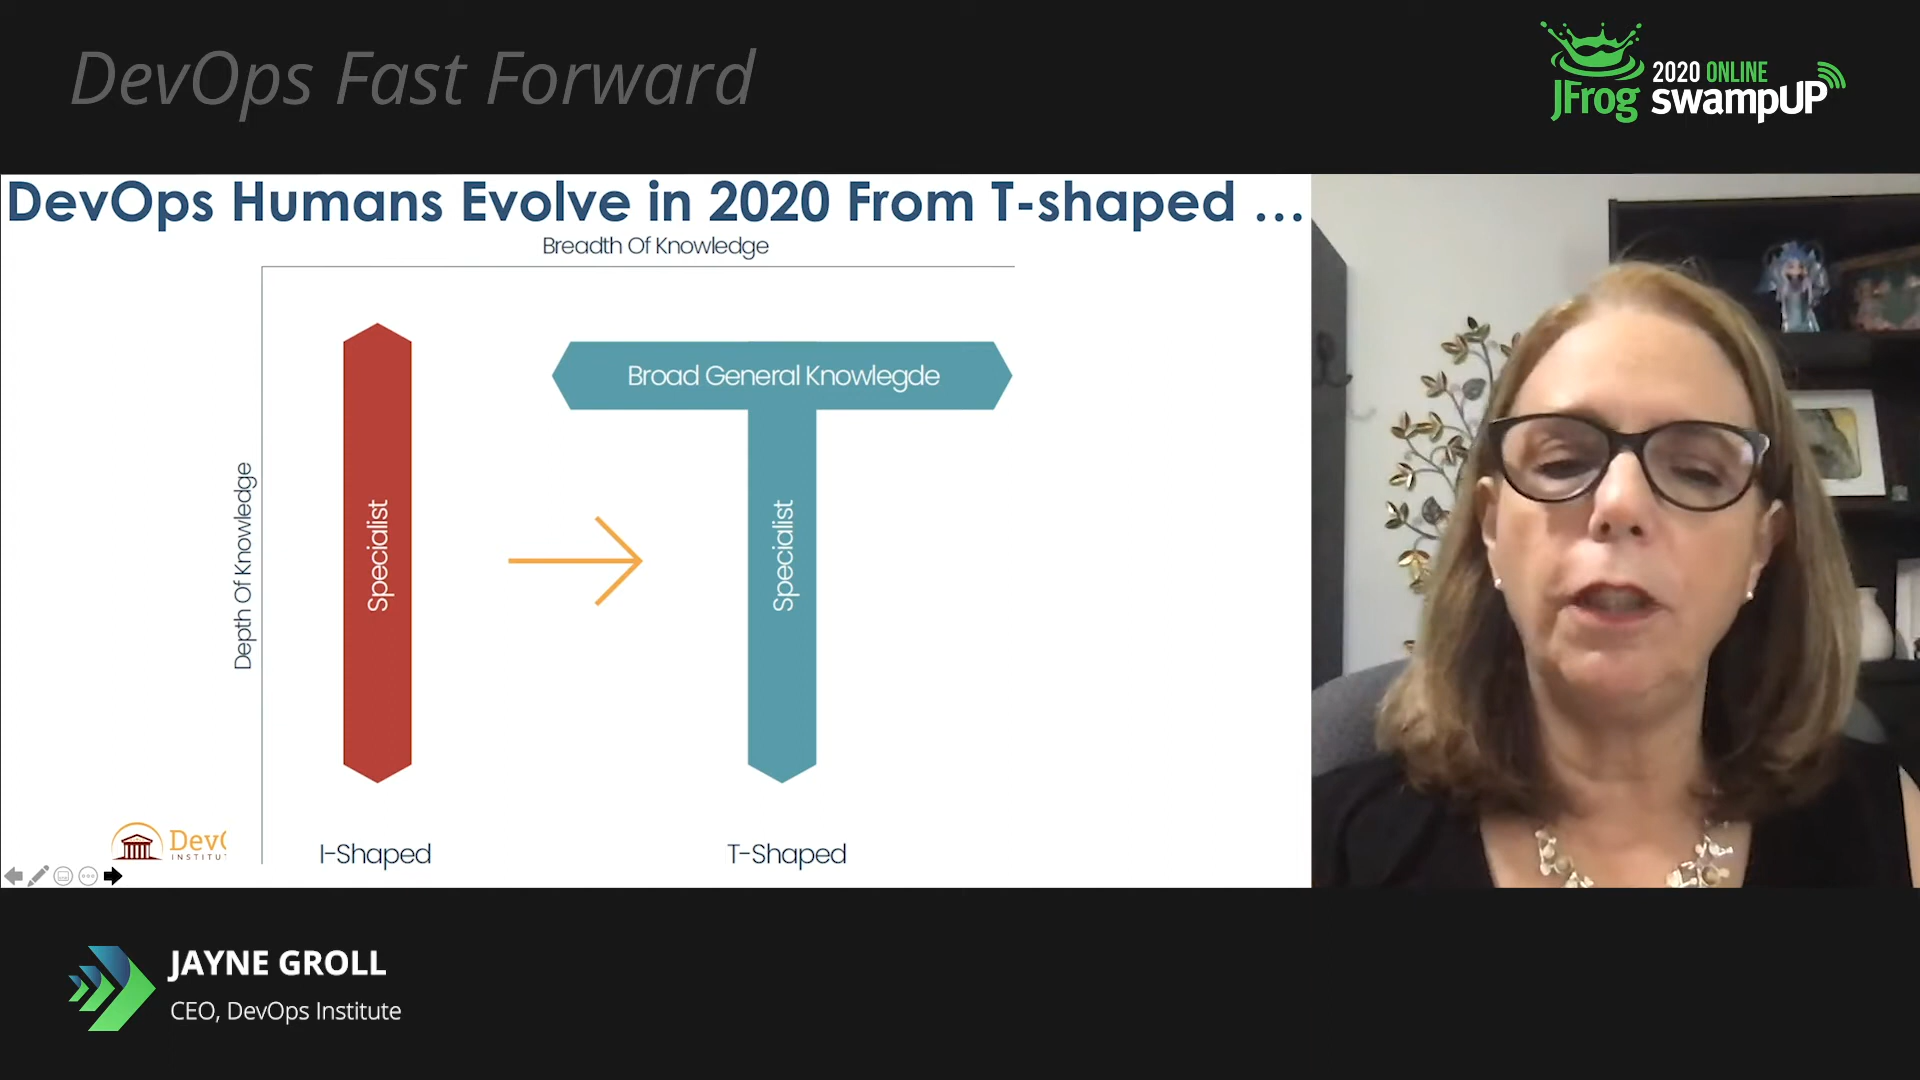 DevOps Fast Forward
2020 ONLINE
JFrog swampUP
DevOps Humans Evolve in 2020 From T-shaped ...
Breadth Of Knowledge
Broad General Knowlegde
Depth Of Knowledge
Specialist
Specialist
I-Shaped
T-Shaped
JAYNE GROLL
CEO, DevOps Institute